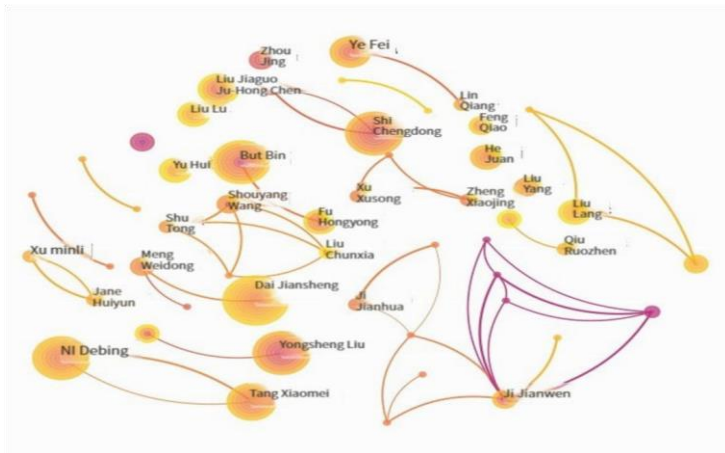 Zhou
Jing
Ye Fei
Liu Jiaguo
Ju-Hong Chen
Lin
Qiang
Liu Lu
Shi
Chengdong
Feng
Qiao
But Bin
He
Juan
Yu Hui
Shouyang
Wang
Xu
Xusong
Zheng
Xiaojing
Liu
Yang
Shu
Tong
Fu
Hongyong
Liu
Lang
Liu
Chunxia
Qiu
Ruozhen
Xu minli
Meng
Weidong
Jane
Huiyun
Dai Jiansheng
Ji
Jianhua
NI Debing
Yongsheng Liu
Tang Xiaomei
Ji Jianwen